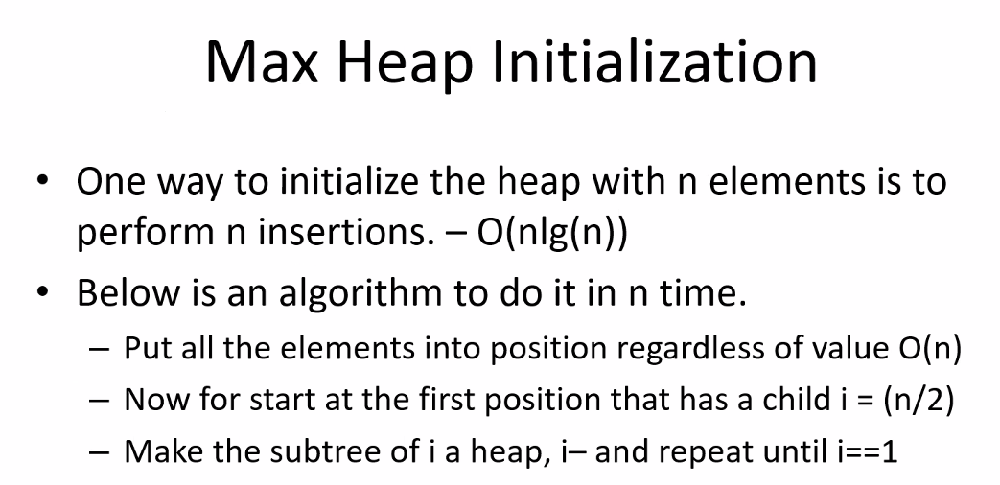 Max Heap Initialization
• One way to initialize the heap with n elements is to
perform n insertions. – O(nlg(n))
• Below is an algorithm to do it in n time.
– Put all the elements into position regardless of value O(n)
– Now for start at the first position that has a child i = (n/2)
– Make the subtree of i a heap, i– and repeat until i==1